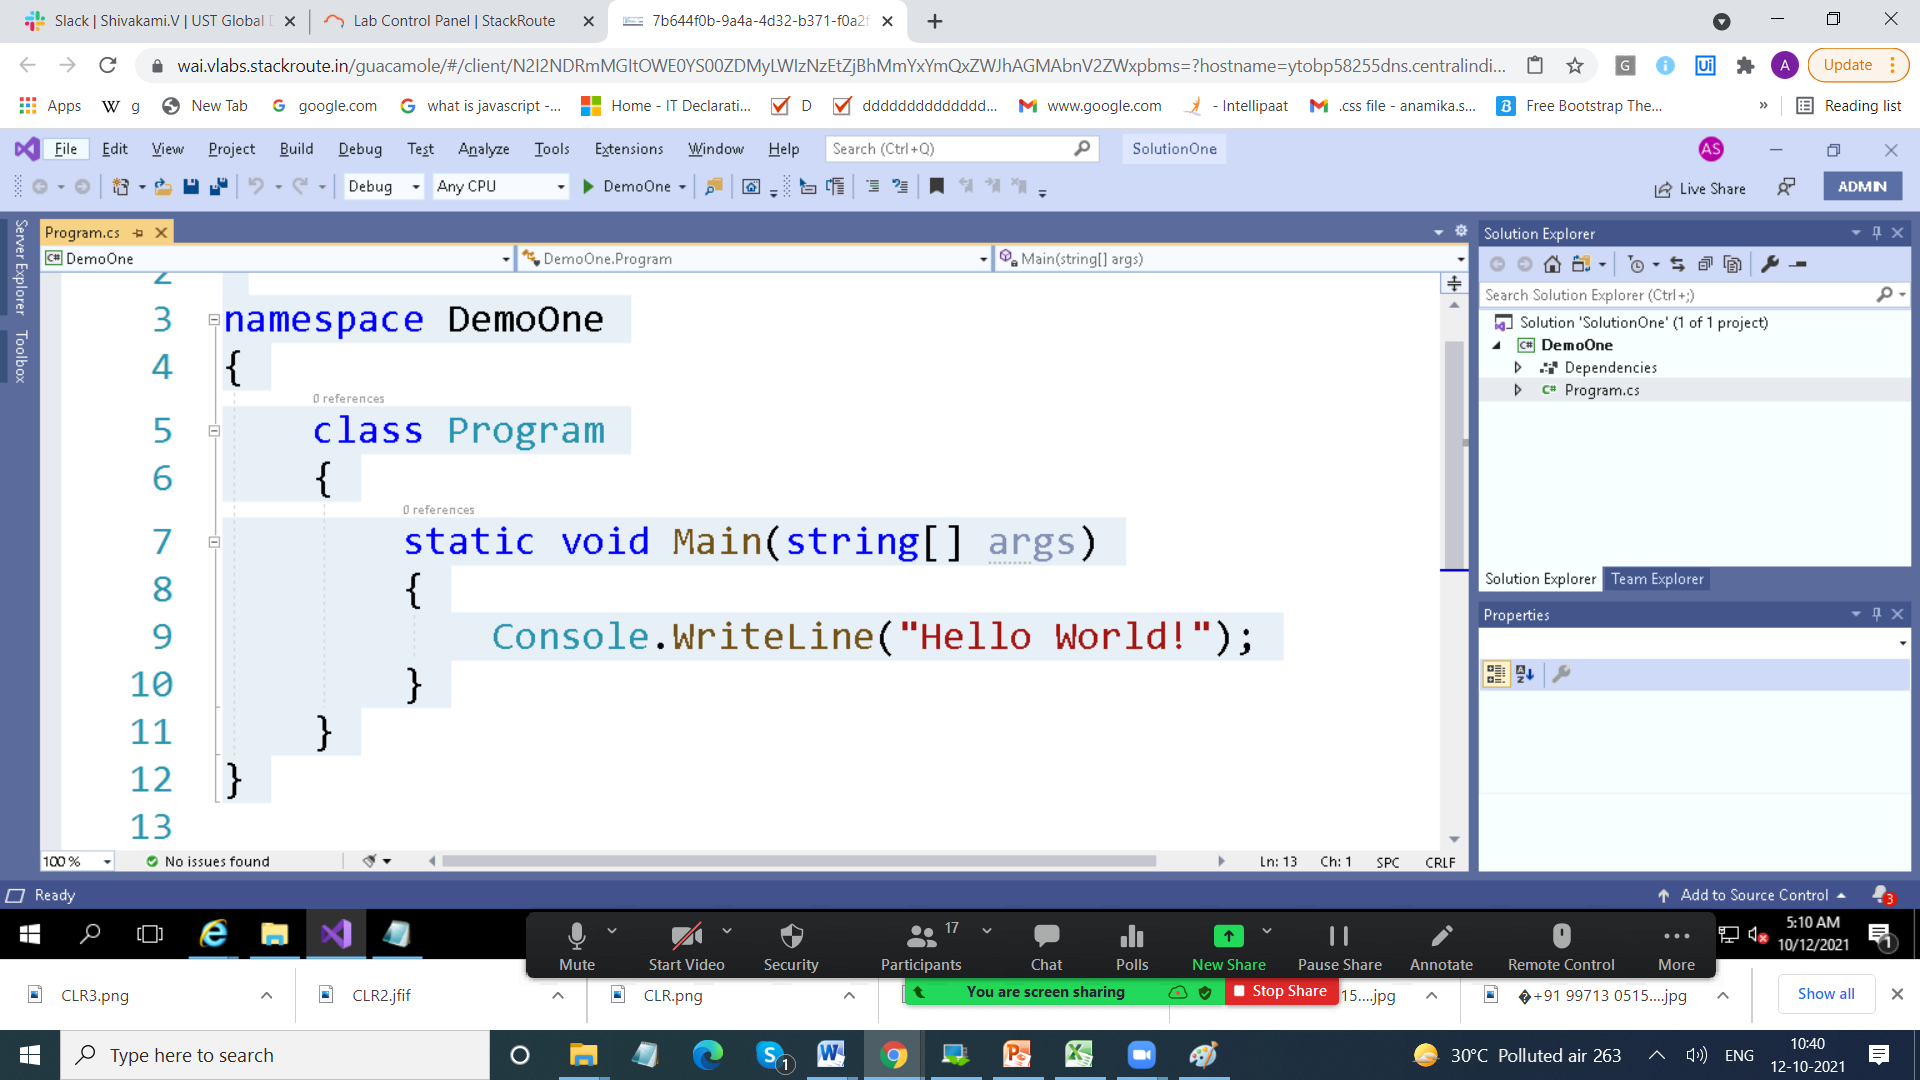 Slack | Shivakami.V | UST Global
Lab Control Panel | StackRoute
7b644f0b-9a4a-4d32-b371-f0a2f
wai.vlabs.stackroute.in/guacamole/#/client/N2I2NDRmMGItOWE0YS00ZDMyLWIzNzEtZjBhMmYxYmQxZWJhAGMAbnV2ZWxpbms=?hostname=ytobp58255dns.centralindi...
Update
Apps
g
New Tab
google.com
what is javascript -...
Home - IT Declarati...
D
ddddddddddddddd...
www.google.com
- Intellipaat
.css file - anamika.s...
Free Bootstrap The...
»
Reading list
File Edit View Project Build Debug Test Analyze Tools Extensions Window Help Search (Ctrl+Q) SolutionOne AS
Debug Any CPU DemoOne Live Share ADMIN
Server Explorer
Toolbox
Program.cs
DemoOne DemoOne.Program Main(string[] args)
2
3 namespace DemoOne
4 {
0 references
5 class Program
6 {
0 references
7 static void Main(string[] args)
8 {
9 Console.WriteLine("Hello World!");
10 }
11 }
12 }
13
100 % No issues found Ln: 13 Ch: 1 SPC CRLF
Solution Explorer
Search Solution Explorer (Ctrl+;)
Solution 'SolutionOne' (1 of 1 project)
DemoOne
Dependencies
Program.cs
Solution Explorer Team Explorer
Properties
Ready
Add to Source Control 3
17
Mute Start Video Security Participants Chat Polls New Share Pause Share Annotate Remote Control More
5:10 AM
10/12/2021
1
You are screen sharing Stop Share
CLR3.png
CLR2.jfif
CLR.png
15....jpg
�+91 99713 0515....jpg
Show all
Type here to search
1
30°C Polluted air 263
ENG
10:40
12-10-2021